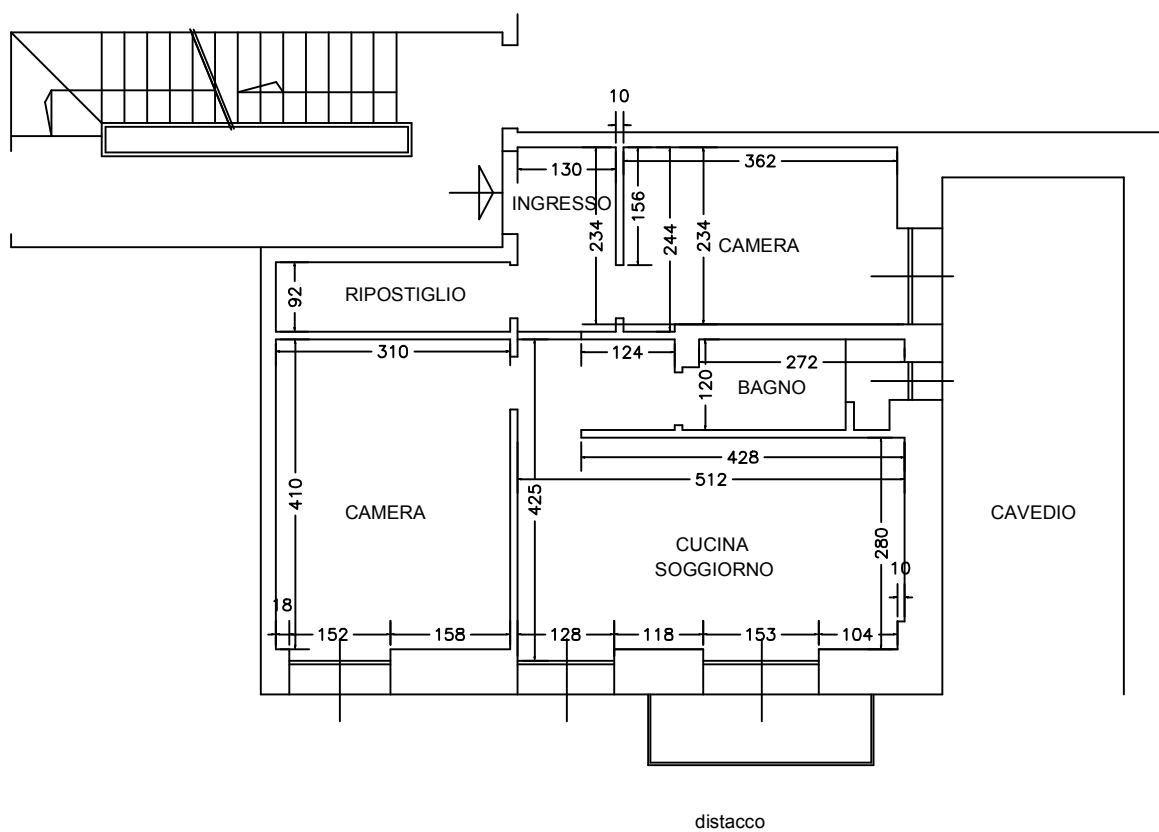 10
130
362
INGRESSO
156
234
244
234
CAMERA
92
RIPOSTIGLIO
310
124
272
120
BAGNO
428
512
410
425
CAMERA
CUCINA
SOGGIORNO
280
CAVEDIO
10
18
152
158
128
118
153
104
distacco